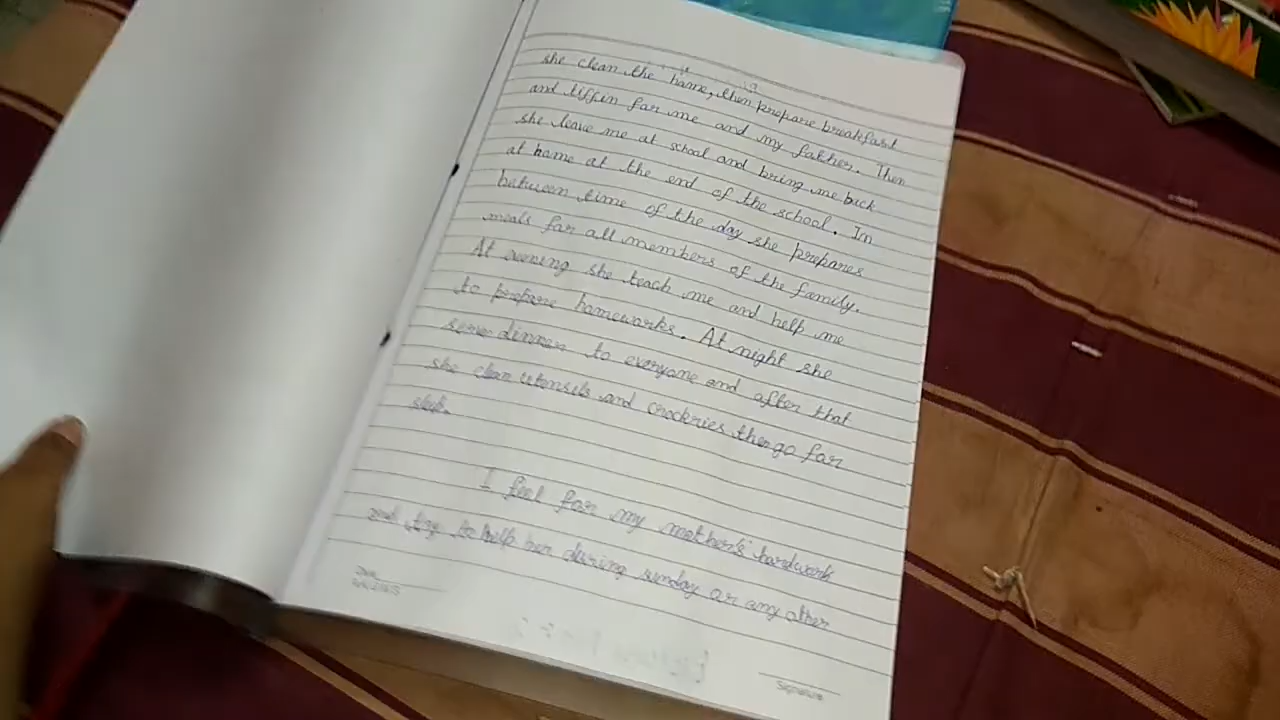 she clean the home, then prepare breakfast
and tiffin for me and my father. Then
she leave me at school and bring me back
at home at the end of the school. In
between time of the day she prepares
meals for all members of the family.
At evening she teach me and help me
to prepare homeworks. At night she
serve dinner to everyone and after that
she clean utensils and crockries then go for
sleep.
I feel for my mother's hardwork
and try to help her during sunday or any other
Signature